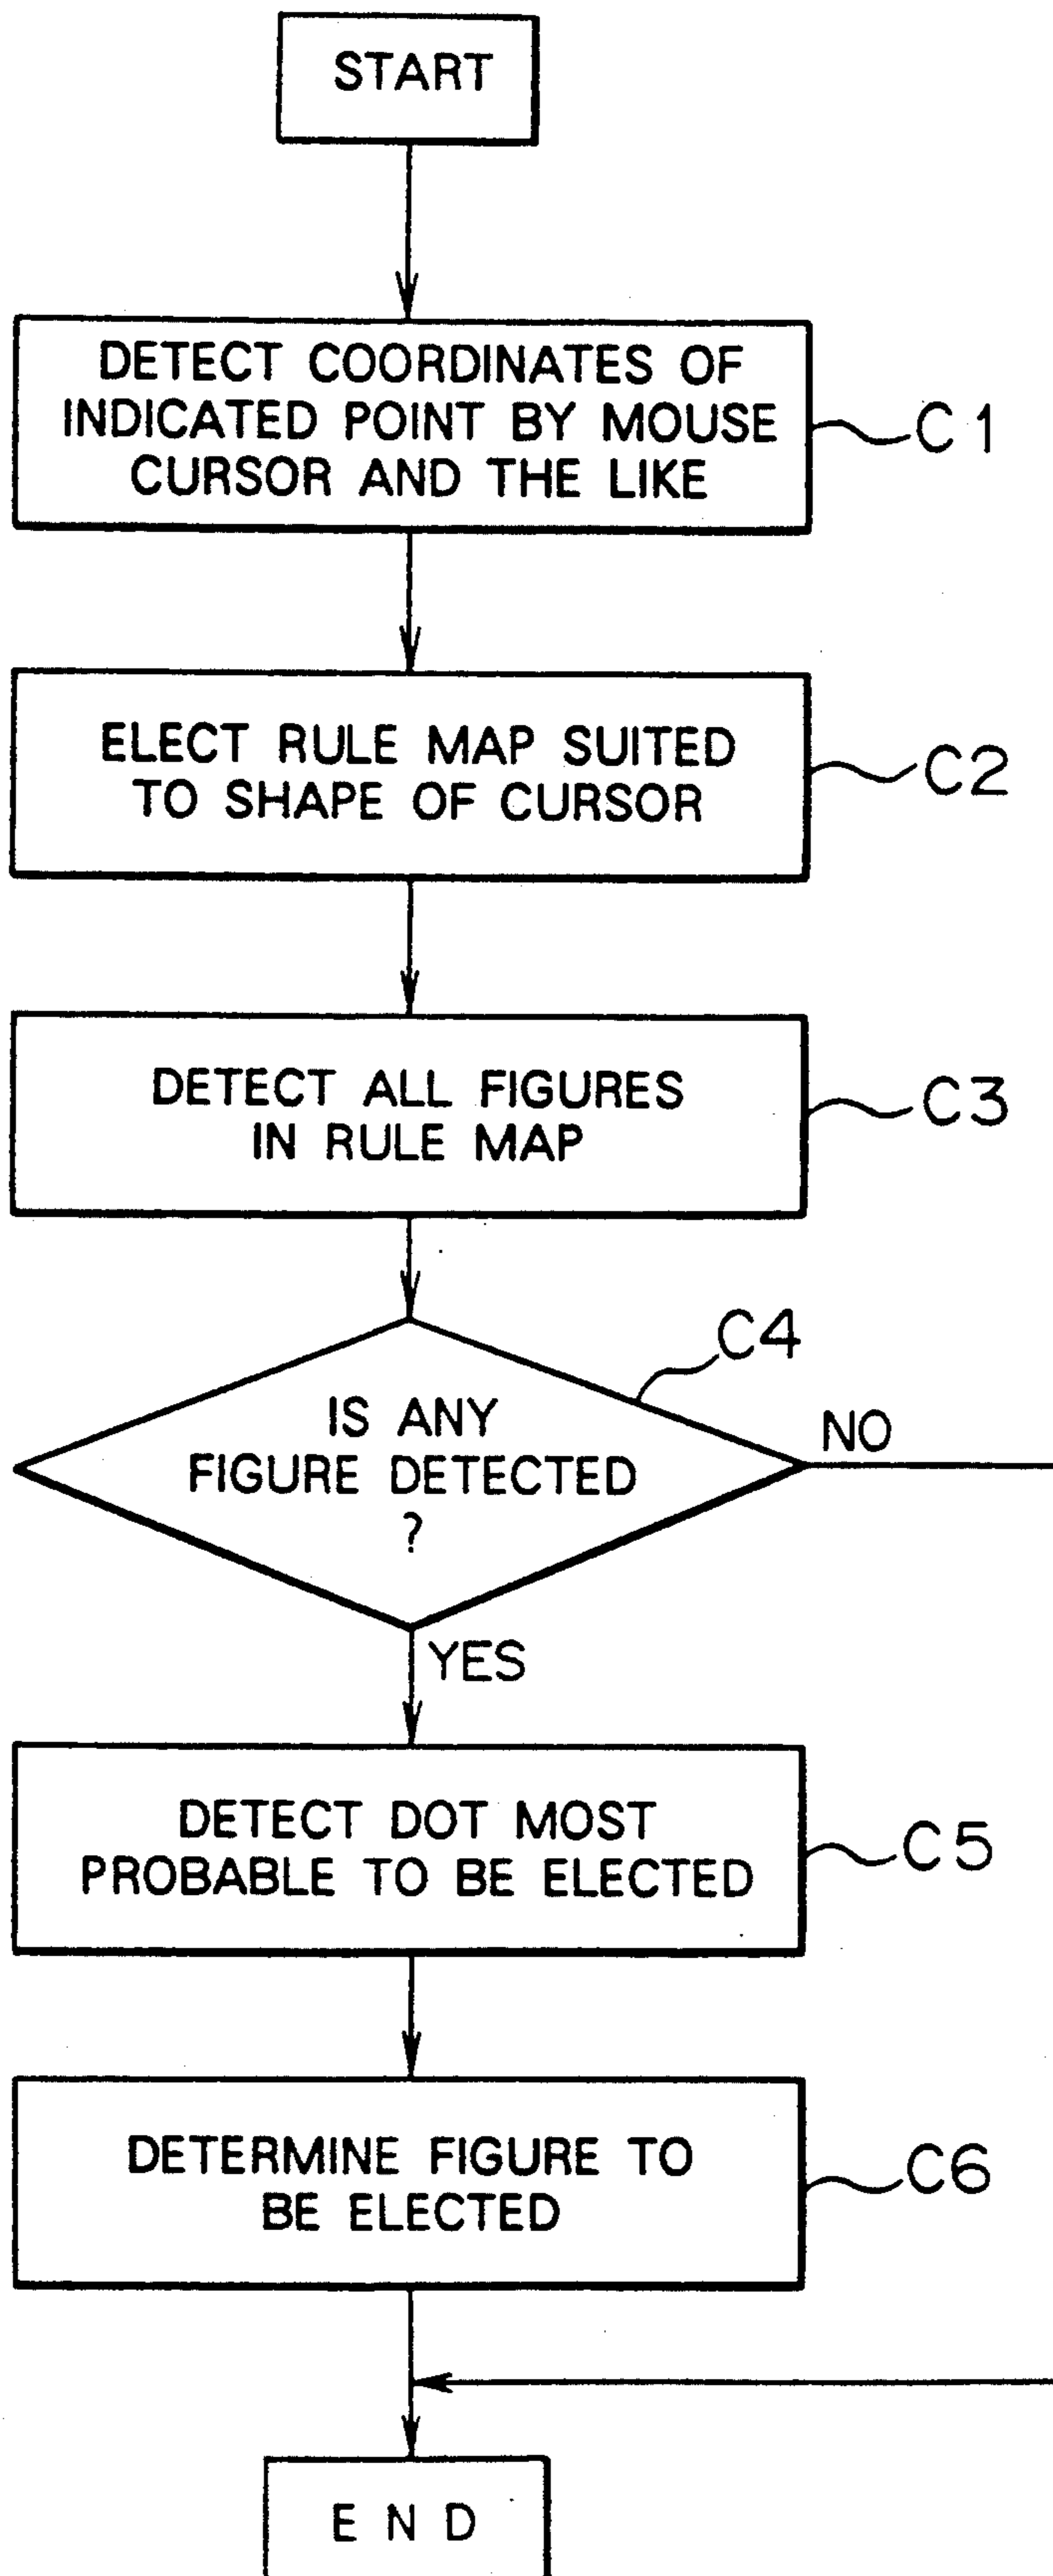 START
DETECT COORDINATES OF
INDICATED POINT BY MOUSE
CURSOR AND THE LIKE
C1
ELECT RULE MAP SUITED
TO SHAPE OF CURSOR
C2
DETECT ALL FIGURES
IN RULE MAP
C3
C4
IS ANY
FIGURE DETECTED
?
NO
YES
DETECT DOT MOST
PROBABLE TO BE ELECTED
C5
DETERMINE FIGURE TO
BE ELECTED
C6
END